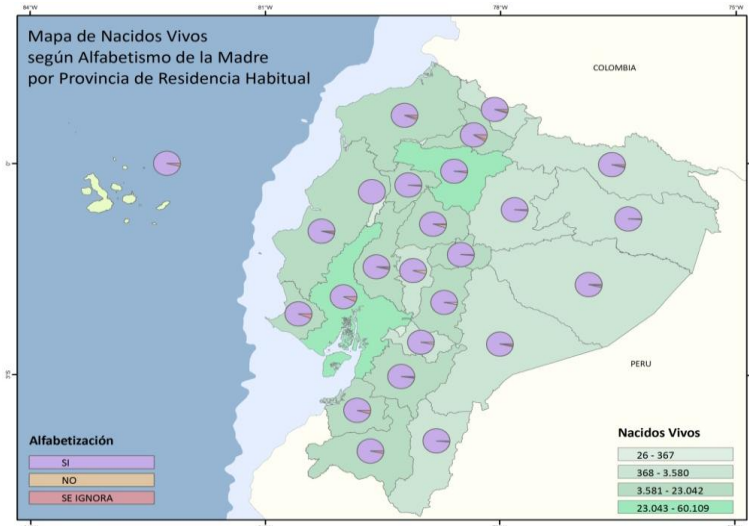 84°W 81°W 78°W 76°W
Mapa de Nacidos Vivos
según Alfabetismo de la Madre
por Provincia de Residencia Habitual
COLOMBIA
0°
PERU
3°S
Alfabetización
SI
NO
SE IGNORA
Nacidos Vivos
26 - 367
368 - 3.580
3.581 - 23.042
23.043 - 60.109